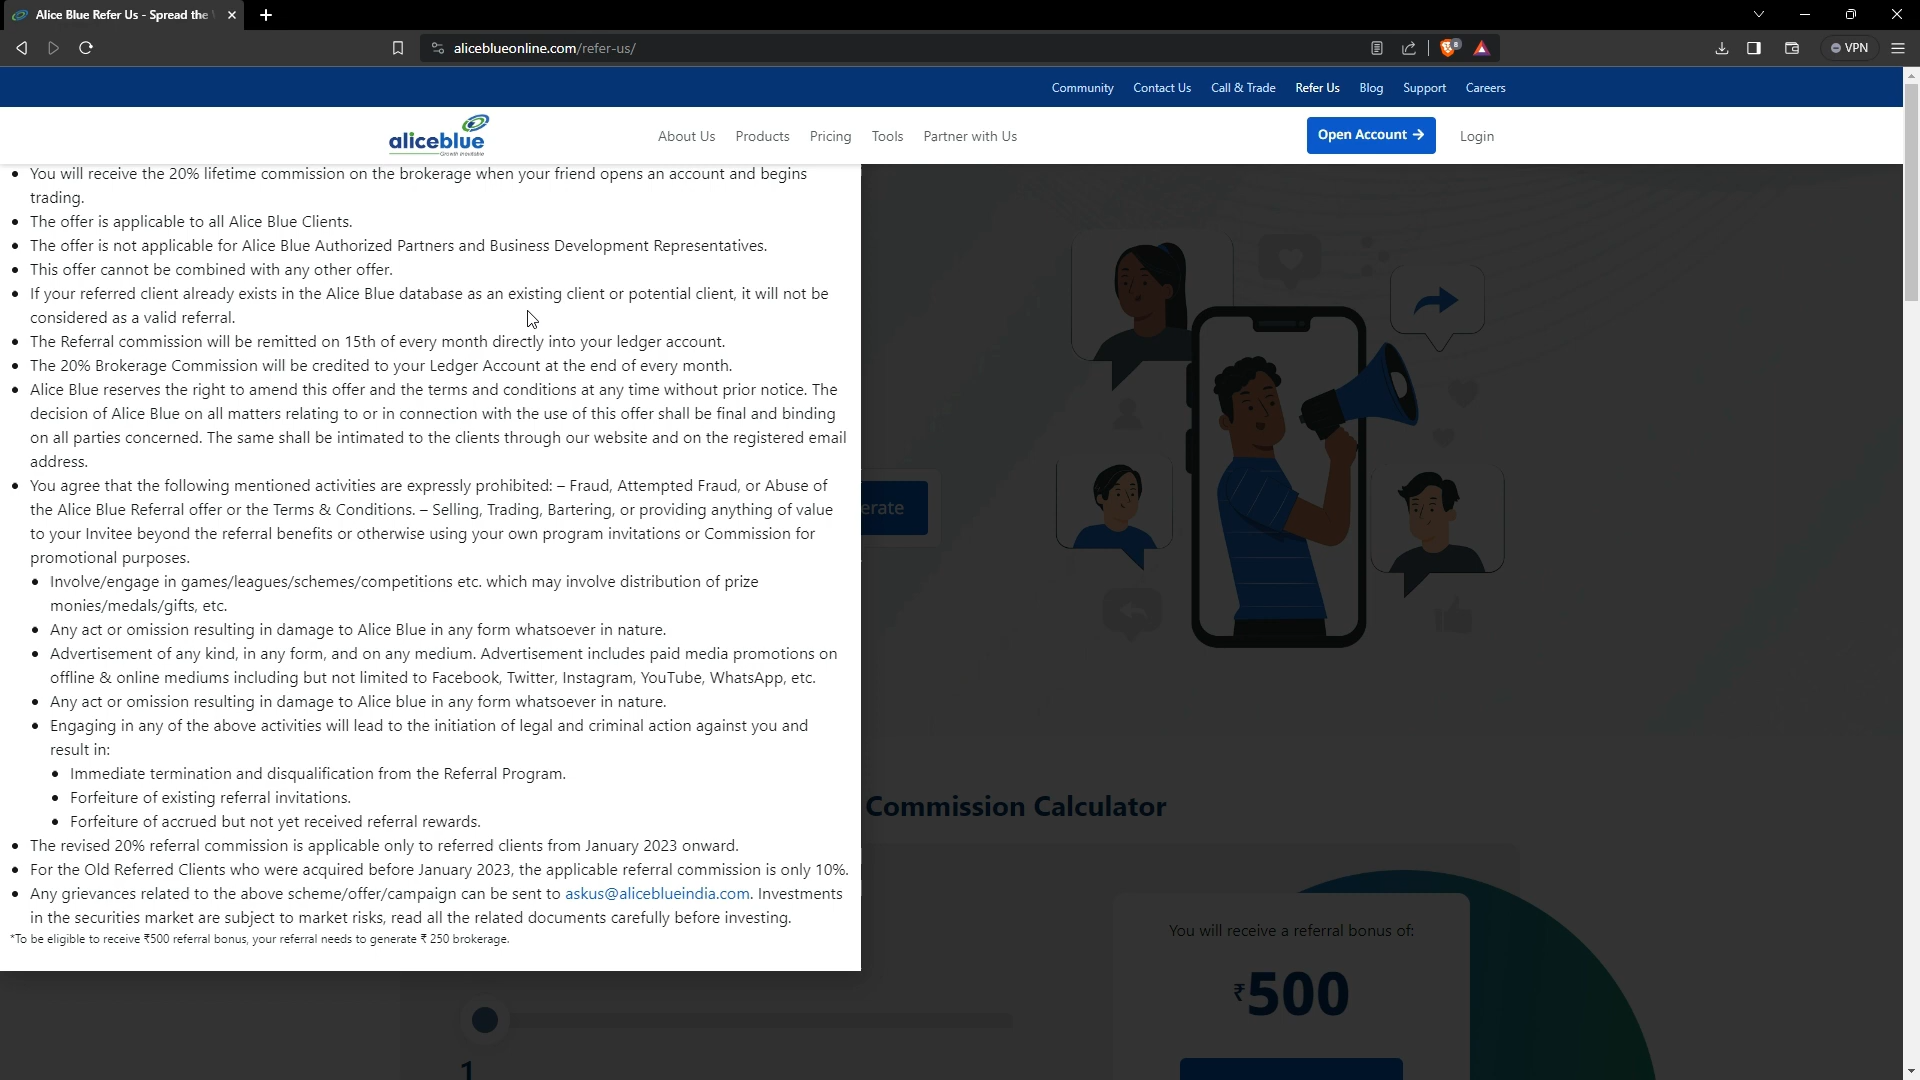 Alice Blue Refer Us - Spread the
aliceblueonline.com/refer-us/
8
VPN
Community Contact Us Call & Trade Refer Us Blog Support Careers
aliceblue
About Us Products Pricing Tools Partner with Us
Open Account → Login
• You will receive the 20% lifetime commission on the brokerage when your friend opens an account and begins
trading.
• The offer is applicable to all Alice Blue Clients.
• The offer is not applicable for Alice Blue Authorized Partners and Business Development Representatives.
• This offer cannot be combined with any other offer.
• If your referred client already exists in the Alice Blue database as an existing client or potential client, it will not be
considered as a valid referral.
• The Referral commission will be remitted on 15th of every month directly into your ledger account.
• The 20% Brokerage Commission will be credited to your Ledger Account at the end of every month.
• Alice Blue reserves the right to amend this offer and the terms and conditions at any time without prior notice. The
decision of Alice Blue on all matters relating to or in connection with the use of this offer shall be final and binding
on all parties concerned. The same shall be intimated to the clients through our website and on the registered email
address.
• You agree that the following mentioned activities are expressly prohibited: – Fraud, Attempted Fraud, or Abuse of
the Alice Blue Referral offer or the Terms & Conditions. – Selling, Trading, Bartering, or providing anything of value
to your Invitee beyond the referral benefits or otherwise using your own program invitations or Commission for
promotional purposes.
• Involve/engage in games/leagues/schemes/competitions etc. which may involve distribution of prize
monies/medals/gifts, etc.
• Any act or omission resulting in damage to Alice Blue in any form whatsoever in nature.
• Advertisement of any kind, in any form, and on any medium. Advertisement includes paid media promotions on
offline & online mediums including but not limited to Facebook, Twitter, Instagram, YouTube, WhatsApp, etc.
• Any act or omission resulting in damage to Alice blue in any form whatsoever in nature.
• Engaging in any of the above activities will lead to the initiation of legal and criminal action against you and
result in:
• Immediate termination and disqualification from the Referral Program.
• Forfeiture of existing referral invitations.
• Forfeiture of accrued but not yet received referral rewards.
• The revised 20% referral commission is applicable only to referred clients from January 2023 onward.
• For the Old Referred Clients who were acquired before January 2023, the applicable referral commission is only 10%.
• Any grievances related to the above scheme/offer/campaign can be sent to askus@aliceblueindia.com. Investments
in the securities market are subject to market risks, read all the related documents carefully before investing.
*To be eligible to receive ₹500 referral bonus, your referral needs to generate ₹ 250 brokerage.
erate
Commission Calculator
You will receive a referral bonus of:
₹500
1